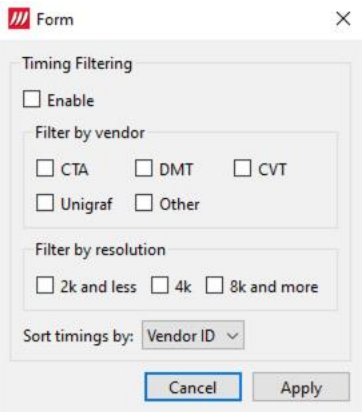 Form
Timing Filtering
Enable
Filter by vendor
CTA DMT CVT
Unigraf Other
Filter by resolution
2k and less 4k 8k and more
Sort timings by: Vendor ID
Cancel Apply